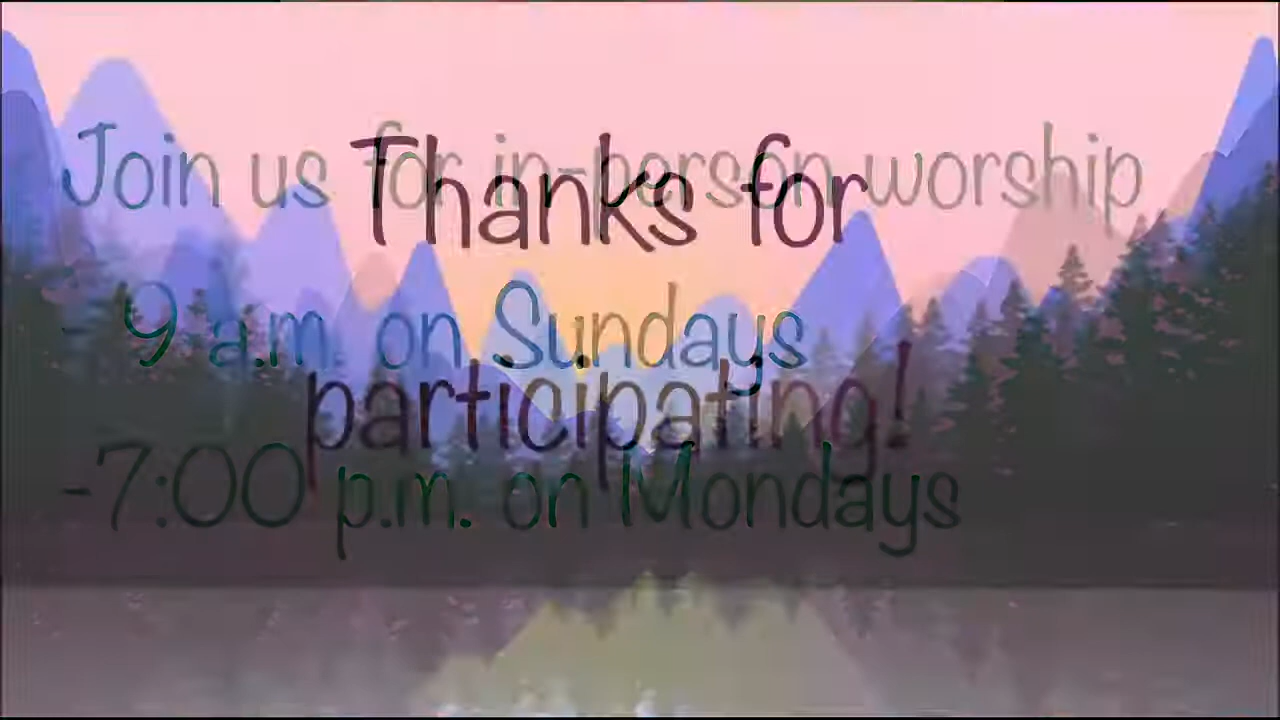 Join us for in-person worship
Thanks for
- 9 a.m. on Sundays
participating!
-7:00 p.m. on Mondays